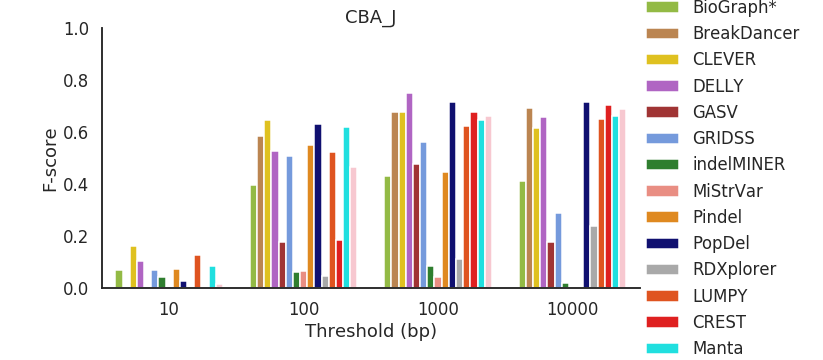 CBA_J
1.0
0.8
0.6
0.4
0.2
0.0
F-score
10
100
1000
10000
Threshold (bp)
BioGraph*
BreakDancer
CLEVER
DELLY
GASV
GRIDSS
indelMINER
MiStrVar
Pindel
PopDel
RDXplorer
LUMPY
CREST
Manta